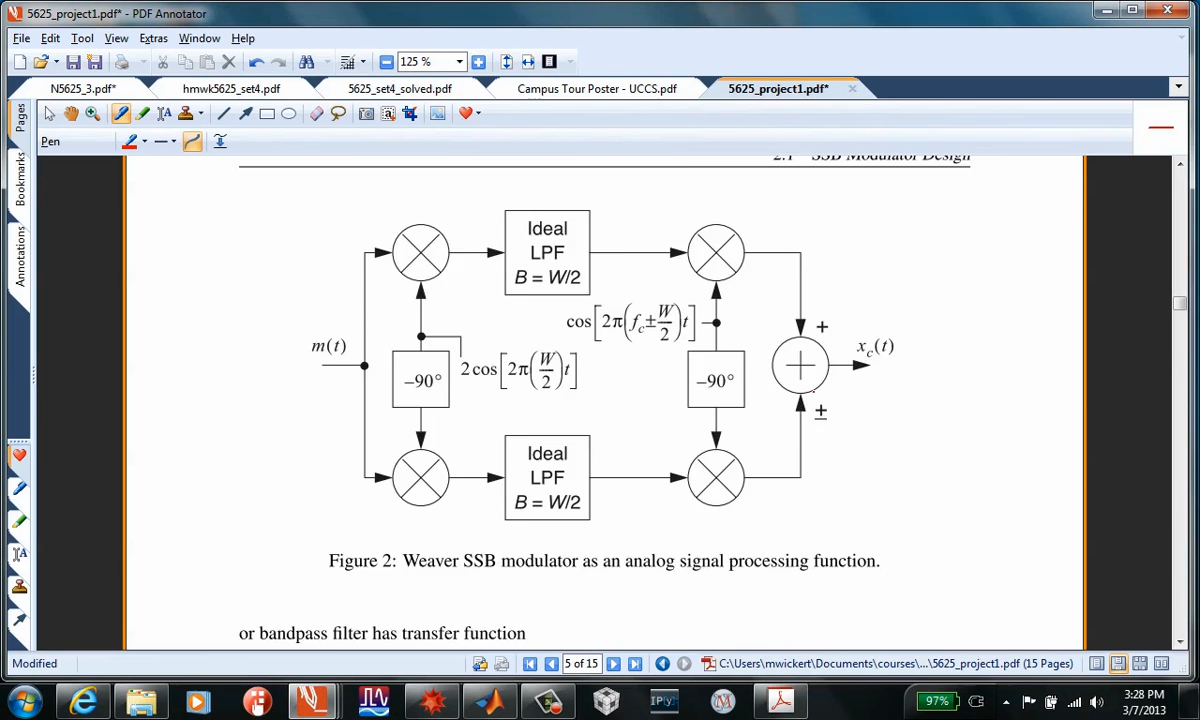 5625_project1.pdf* - PDF Annotator
File Edit Tool View Extras Window Help
125 %
N5625_3.pdf* hmwk5625_set4.pdf 5625_set4_solved.pdf Campus Tour Poster - UCCS.pdf 5625_project1.pdf*
Pen
Pages
Bookmarks
Annotations
2.1 SSB Modulator Design
Ideal
LPF
B = W/2
cos[2π(f_c ± W/2)t]
m(t)
2cos[2π(W/2)t]
–90°
–90°
+
x_c(t)
+
±
Ideal
LPF
B = W/2
Figure 2: Weaver SSB modulator as an analog signal processing function.
or bandpass filter has transfer function
Modified
5 of 15
C:\Users\mwickert\Documents\courses\...\5625_project1.pdf (15 Pages)
IP[y]:
97%
3:28 PM
3/7/2013